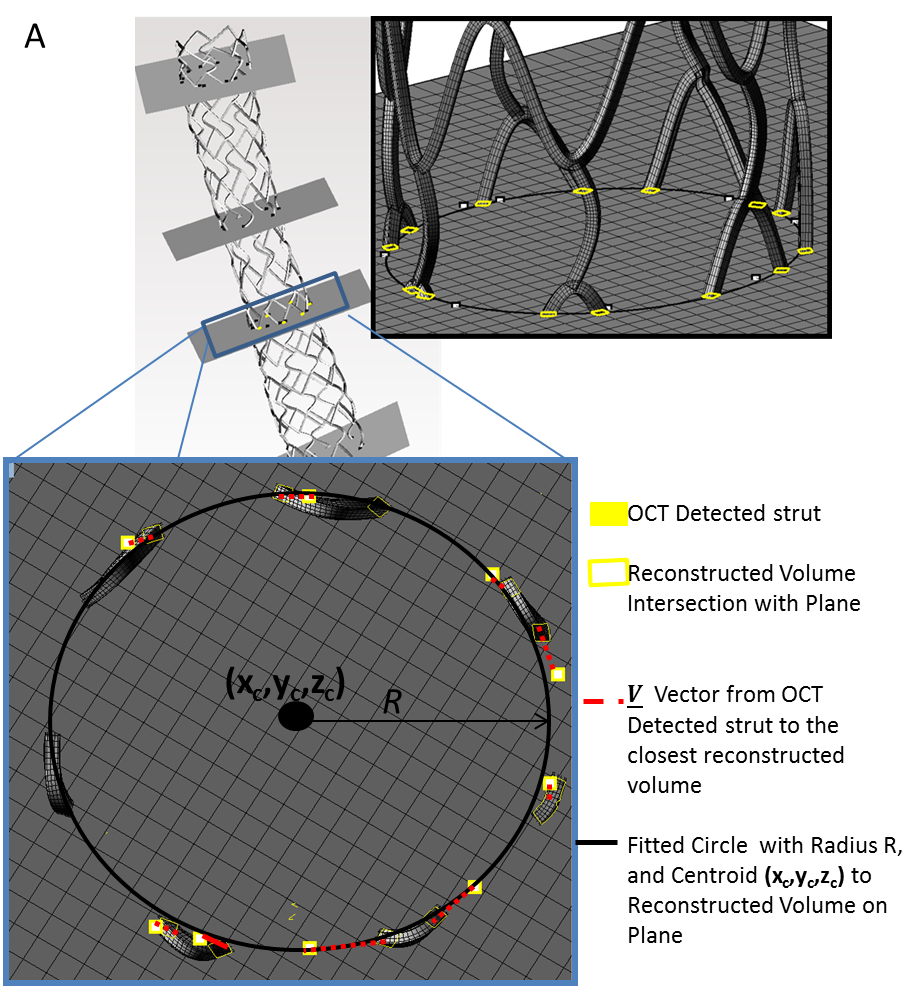 A
(xc,yc,zc)
R
OCT Detected strut
Reconstructed Volume
Intersection with Plane
V Vector from OCT
Detected strut to the
closest reconstructed
volume
Fitted Circle with Radius R,
and Centroid (xc,yc,zc) to
Reconstructed Volume on
Plane